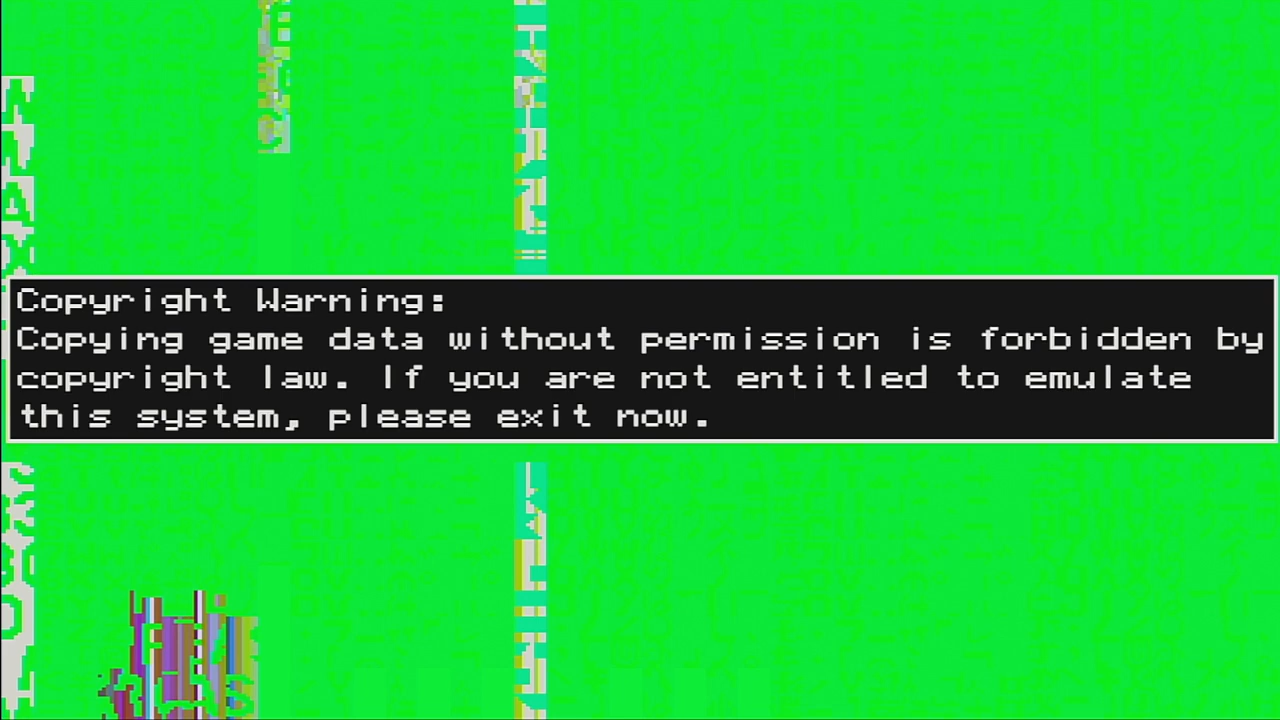 Copyright Warning:
Copying game data without permission is forbidden by
copyright law. If you are not entitled to emulate
this system, please exit now.